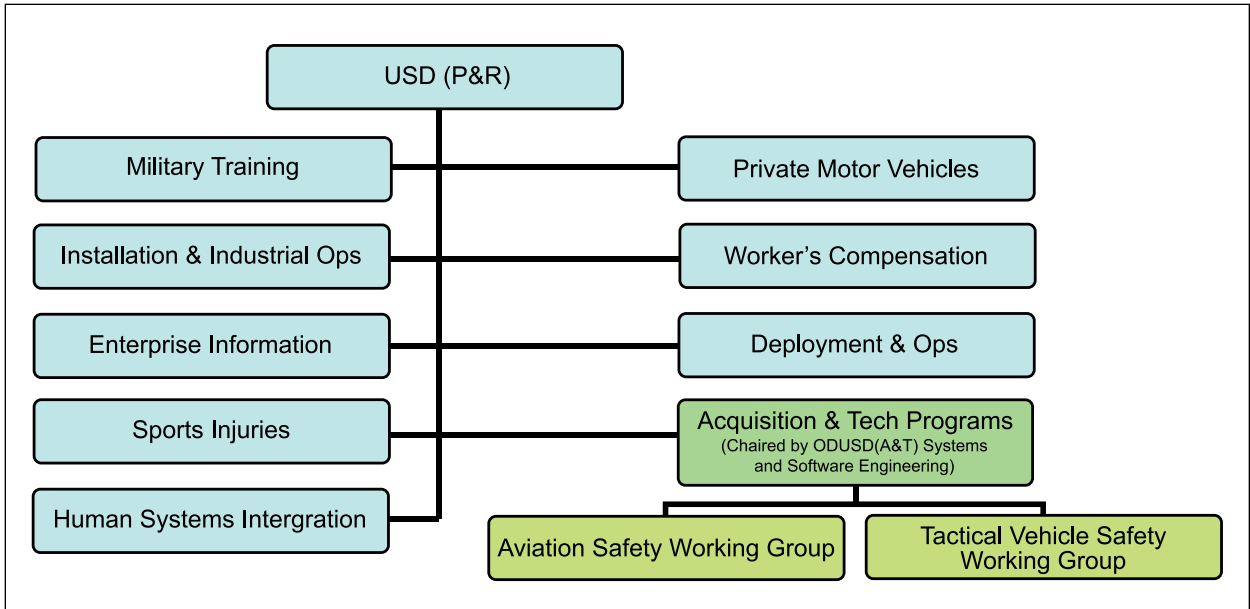 USD (P&R)
Military Training
Private Motor Vehicles
Installation & Industrial Ops
Worker's Compensation
Enterprise Information
Deployment & Ops
Sports Injuries
Acquisition & Tech Programs
(Chaired by ODUSD(A&T) Systems
and Software Engineering)
Human Systems Intergration
Aviation Safety Working Group
Tactical Vehicle Safety
Working Group